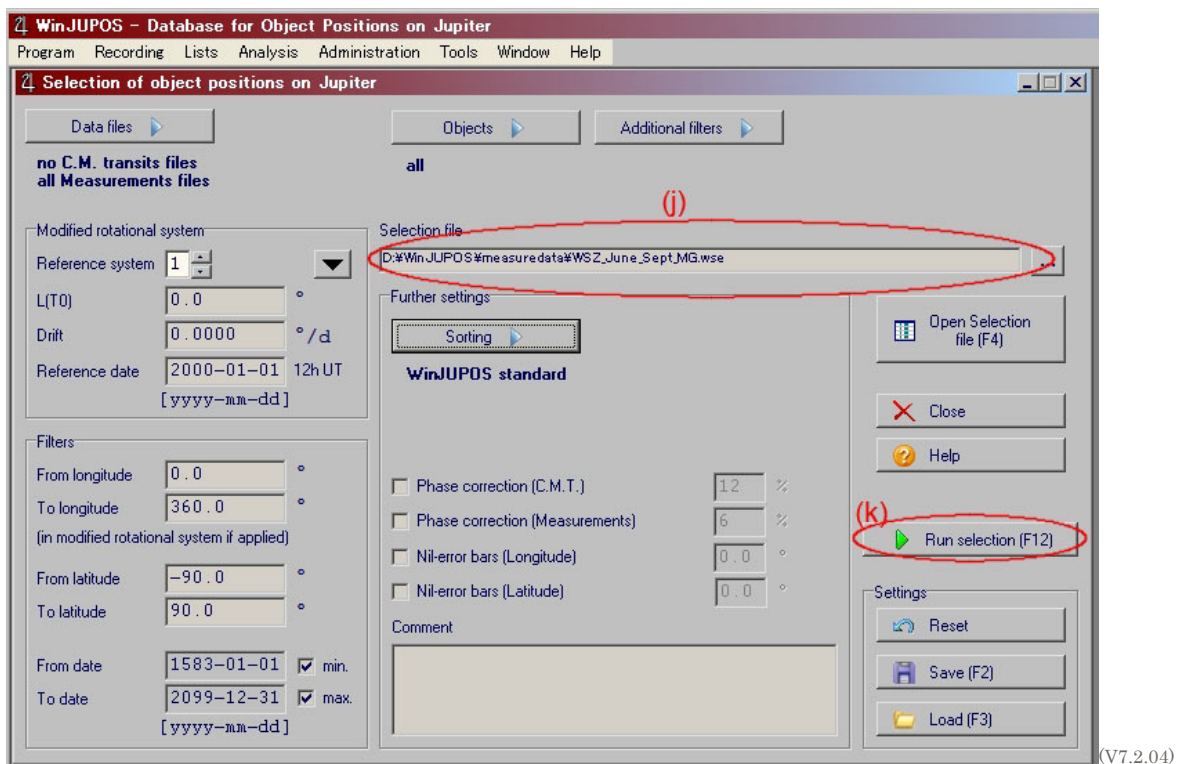 WinJUPOS - Database for Object Positions on Jupiter
Program Recording Lists Analysis Administration Tools Window Help
Selection of object positions on Jupiter
Data files
Objects
Additional filters
no C.M. transits files
all Measurements files
all
(j)
Modified rotational system
Reference system 1
L(T0) 0.0 °
Drift 0.0000 °/d
Reference date 2000-01-01 12h UT
[yyyy-mm-dd]
Selection file
D:¥WinJUPOS¥measuredata¥WSZ_June_Sept_MG.wse
...
Further settings
Sorting
WinJUPOS standard
Open Selection
file (F4)
Close
Help
Filters
From longitude 0.0 °
To longitude 360.0 °
(in modified rotational system if applied)
From latitude -90.0 °
To latitude 90.0 °
From date 1583-01-01 min.
To date 2099-12-31 max.
[yyyy-mm-dd]
Phase correction (C.M.T.) 12 %
Phase correction (Measurements) 6 %
Nil-error bars (Longitude) 0.0 °
Nil-error bars (Latitude) 0.0 °
Comment
(k)
Run selection (F12)
Settings
Reset
Save (F2)
Load (F3)
(V7.2.04)